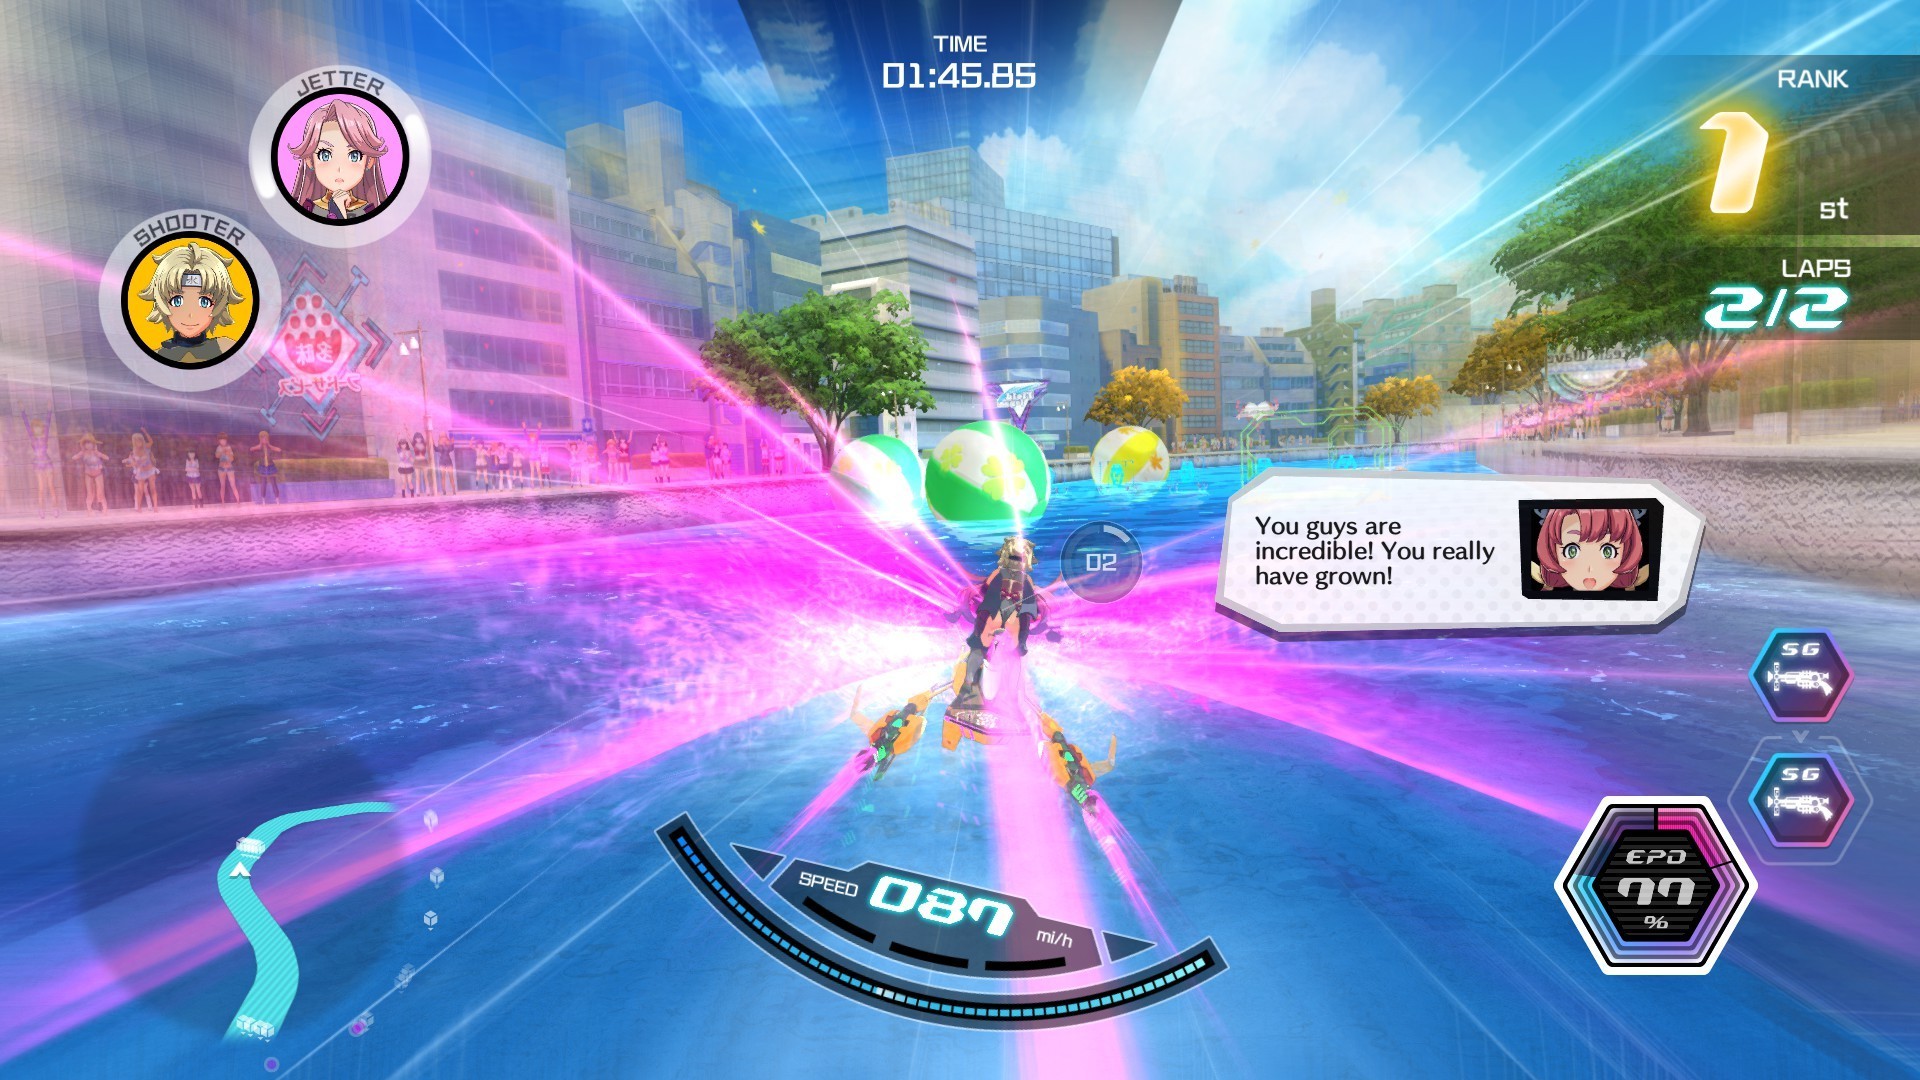 TIME
01:45.85
JETTER
SHOOTER
RANK
1
st
LAPS
2/2
02
You guys are
incredible! You really
have grown!
SG
SG
SPEED
087
mi/h
EPD
77
%